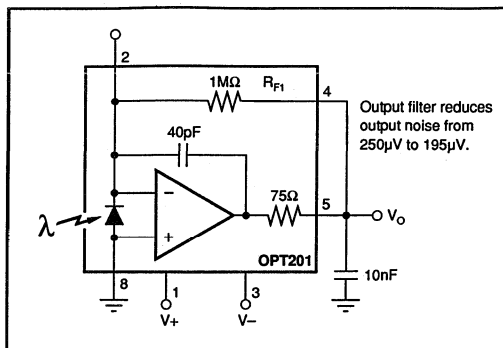 2
1MΩ RF1
4
40pF
Output filter reduces
output noise from
250µV to 195µV.
–
75Ω
5
VO
λ
+
OPT201
10nF
8
1
3
V+
V–